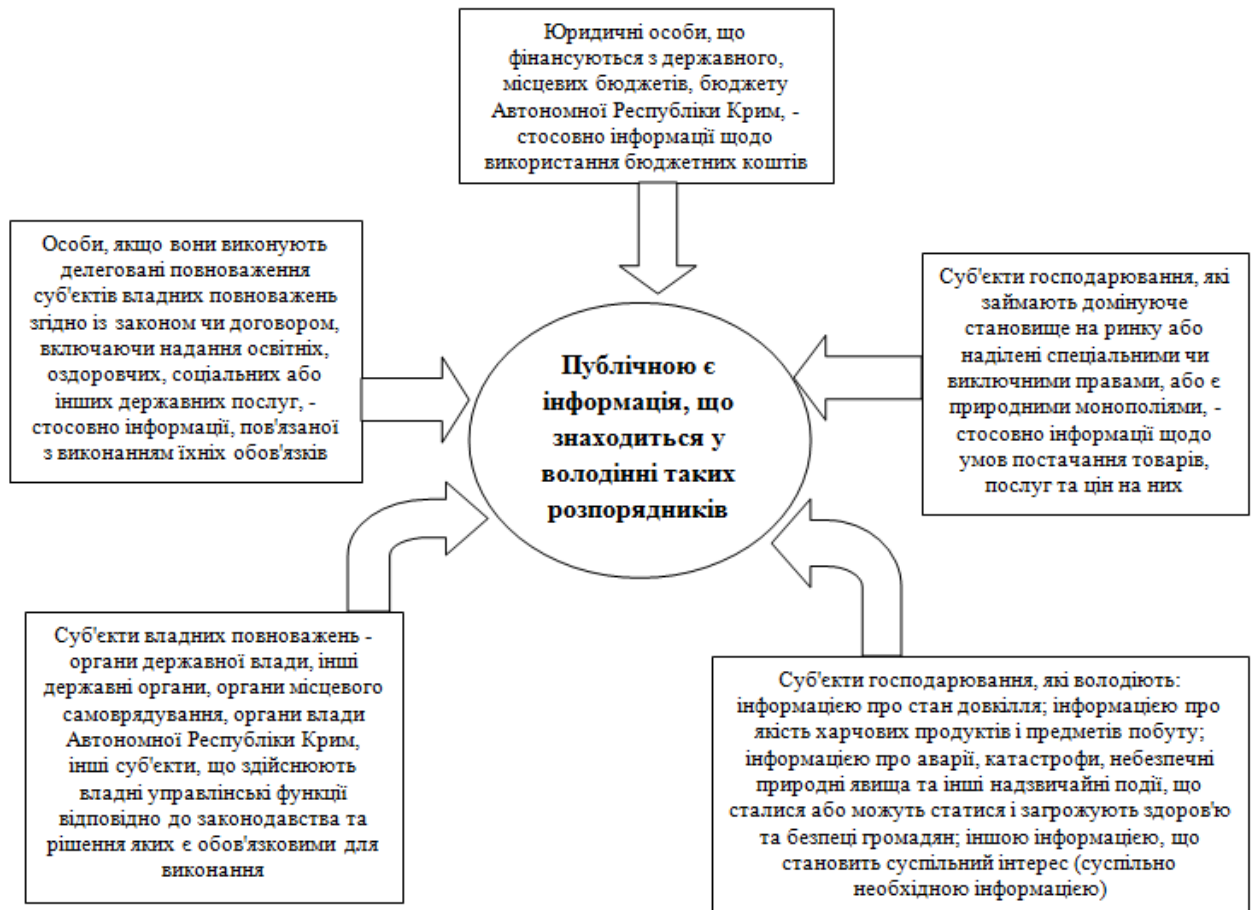 Юридичні особи, що
фінансуються з державного,
місцевих бюджетів, бюджету
Автономної Республіки Крим, -
стосовно інформації щодо
використання бюджетних коштів
Особи, якщо вони виконують
делеговані повноваження
суб'єктів владних повноважень
згідно із законом чи договором,
включаючи надання освітніх,
оздоровчих, соціальних або
інших державних послуг, -
стосовно інформації, пов'язаної
з виконанням їхніх обов'язків
Публічною є
інформація, що
знаходиться у
володінні таких
розпорядників
Суб'єкти господарювання, які
займають домінуюче
становище на ринку або
наділені спеціальними чи
виключними правами, або є
природними монополіями, -
стосовно інформації щодо
умов постачання товарів,
послуг та цін на них
Суб'єкти владних повноважень -
органи державної влади, інші
державні органи, органи місцевого
самоврядування, органи влади
Автономної Республіки Крим,
інші суб'єкти, що здійснюють
владні управлінські функції
відповідно до законодавства та
рішення яких є обов'язковими для
виконання
Суб'єкти господарювання, які володіють:
інформацією про стан довкілля; інформацією про
якість харчових продуктів і предметів побуту;
інформацією про аварії, катастрофи, небезпечні
природні явища та інші надзвичайні події, що
сталися або можуть статися і загрожують здоров'ю
та безпеці громадян; іншою інформацією, що
становить суспільний інтерес (суспільно
необхідною інформацією)